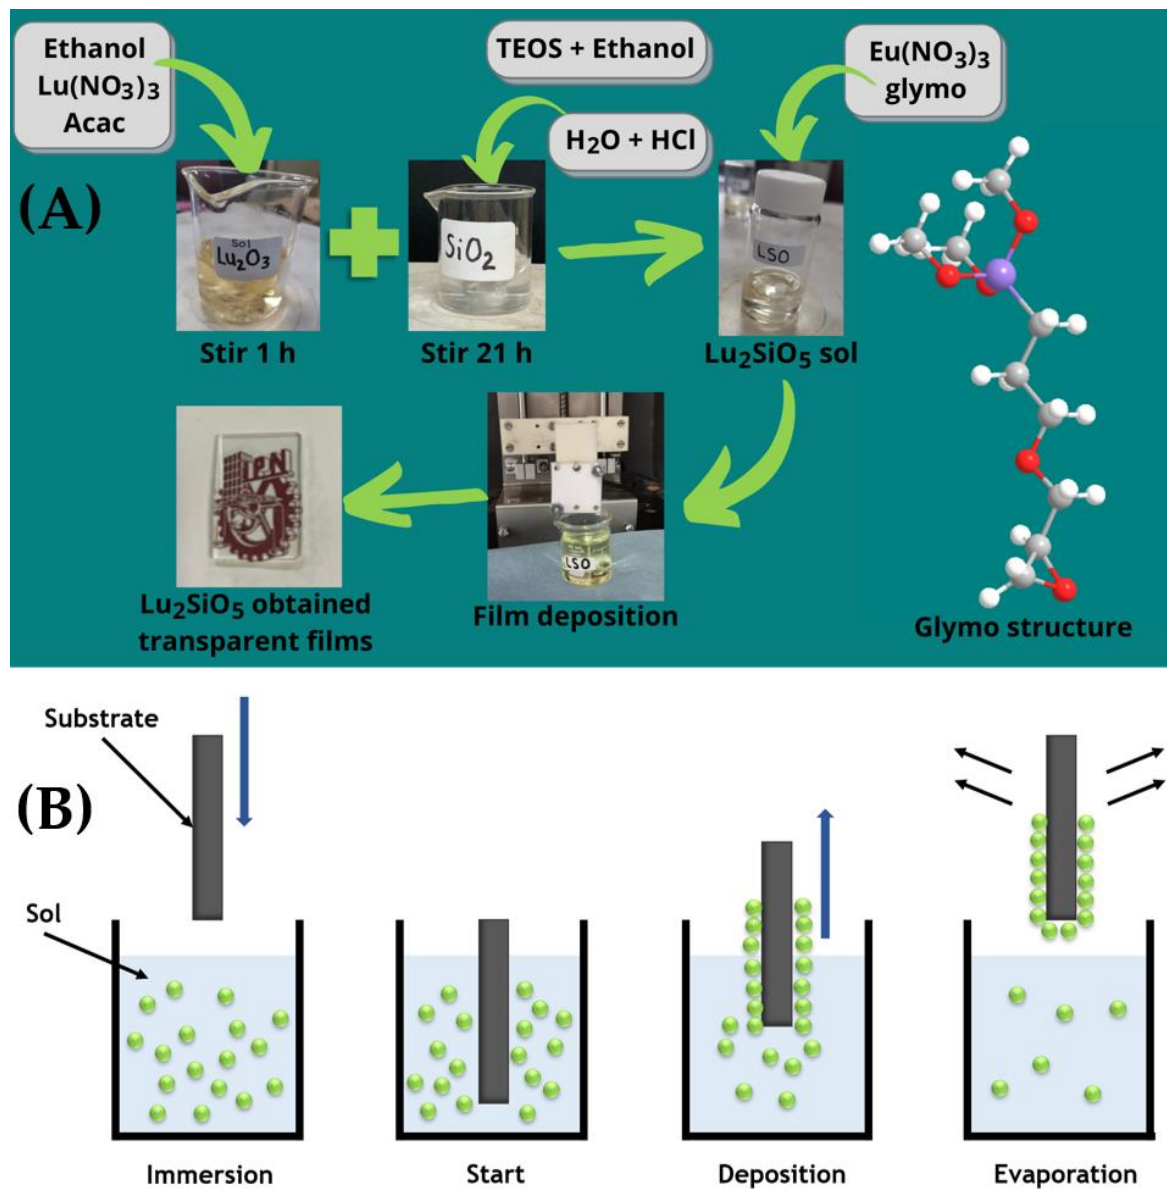 Ethanol
Lu(NO3)3
Acac
TEOS + Ethanol
H2O + HCl
Eu(NO3)3
glymo
(A)
Sol
Lu2O3
SiO2
LSO
Stir 1 h
Stir 21 h
Lu2SiO5 sol
IPN
LSO
Lu2SiO5 obtained
transparent films
Film deposition
Glymo structure
Substrate
(B)
Sol
Immersion
Start
Deposition
Evaporation